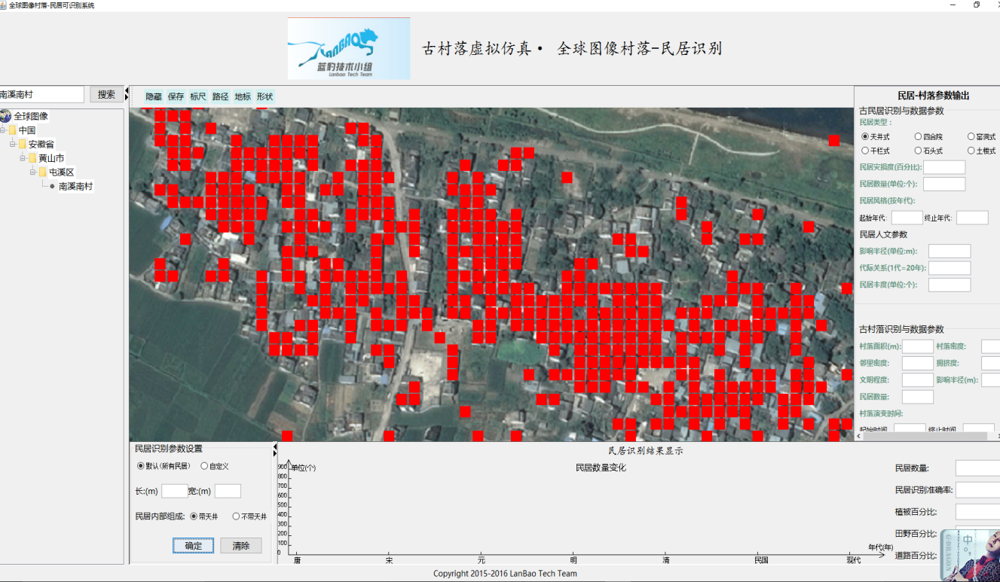 全球图像村落-民居可识别系统
LANBAO
蓝豹技术小组
Lanbao Tech Team
古村落虚拟仿真· 全球图像村落-民居识别
南溪南村 搜索
隐藏 保存 标尺 路径 地标 形状
全球图像
中国
安徽省
黄山市
屯溪区
南溪南村
民居-村落参数输出
古民居识别与数据参数
民居类型：
天井式 四合院 窑洞式
干栏式 石头式 土楼式
民居灾损度(百分比):
民居数量(单位:个):
民居风格(按年代):
起始年代: 终止年代:
民居人文参数
影响半径(单位:m):
代际关系(1代=20年):
民居丰度(单位:个):
古村落识别与数据参数
村落面积(m): 村落密度:
邻里密度: 拥挤度:
文明程度: 影响半径(m):
民居数量:
村落演变时间:
起始时间 终止时间
民居识别参数设置
默认(所有民居) 自定义
长:(m) 宽:(m)
民居内部组成: 带天井 不带天井
确定 清除
民居识别结果显示
民居数量变化
单位(个)
900
800
700
600
500
400
300
200
100
0
唐 宋 元 明 清 民国 现代
年代(年)
民居数量:
民居识别准确率:
植被百分比:
田野百分比:
道路百分比:
中
G-DRAGON
Copyright 2015-2016 LanBao Tech Team